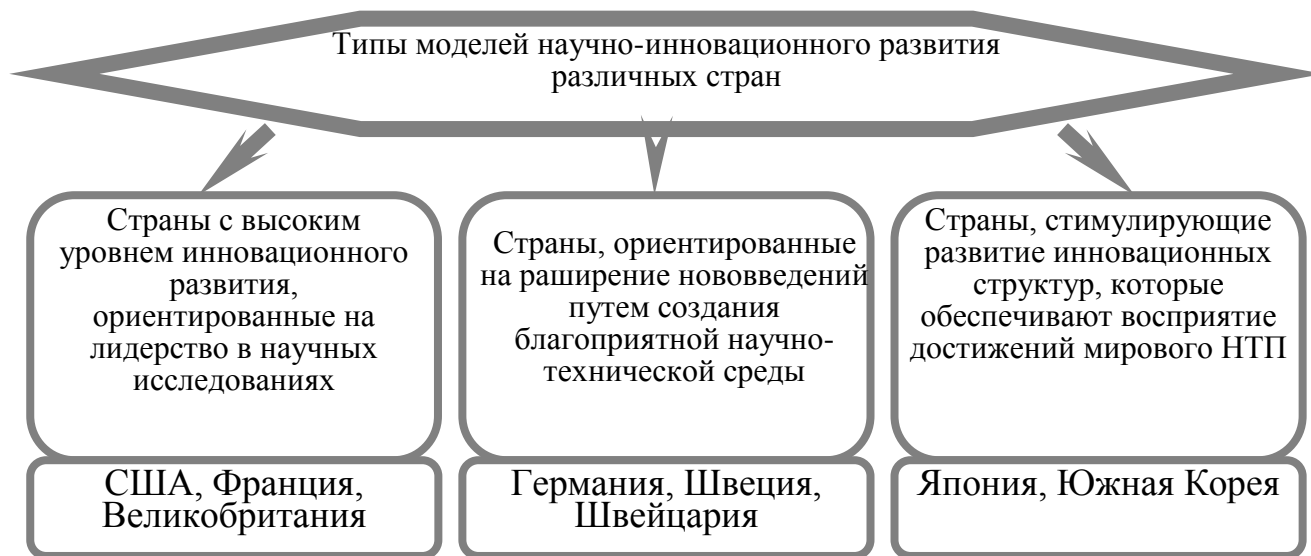 Типы моделей научно-инновационного развития
различных стран
Страны с высоким
уровнем инновационного
развития,
ориентированные на
лидерство в научных
исследованиях
Страны, ориентированные
на раширение нововведений
путем создания
благоприятной научно-
технической среды
Страны, стимулирующие
развитие инновационных
структур, которые
обеспечивают восприятие
достижений мирового НТП
США, Франция,
Великобритания
Германия, Швеция,
Швейцария
Япония, Южная Корея